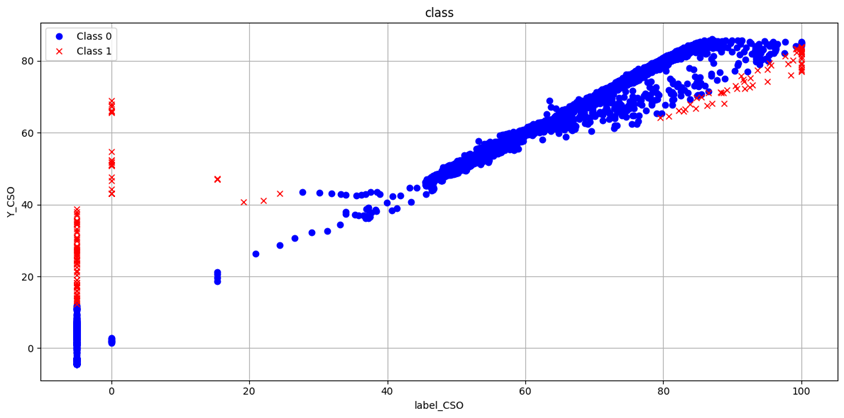 class
Class 0
Class 1
80
60
40
20
0
Y_CSO
0 20 40 60 80 100
label_CSO